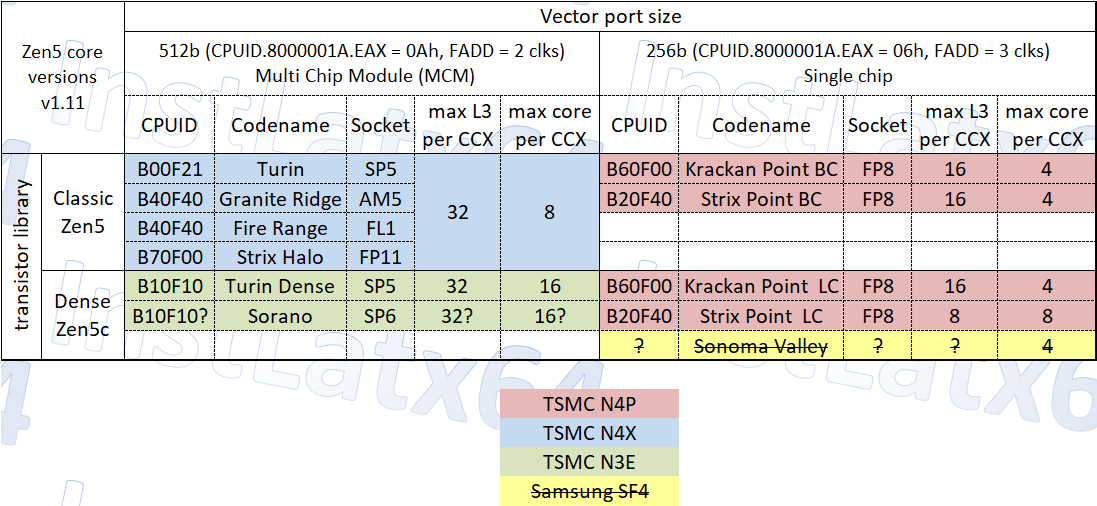 Zen5 core
versions
v1.11
Vector port size
512b (CPUID.8000001A.EAX = 0Ah, FADD = 2 clks)
Multi Chip Module (MCM)
256b (CPUID.8000001A.EAX = 06h, FADD = 3 clks)
Single chip
CPUID Codename Socket max L3 per CCX max core per CCX CPUID Codename Socket max L3 per CCX max core per CCX
transistor library
Classic
Zen5
B00F21 Turin SP5 32 8 B60F00 Krackan Point BC FP8 16 4
B40F40 Granite Ridge AM5 B20F40 Strix Point BC FP8 16 4
B40F40 Fire Range FL1
B70F00 Strix Halo FP11
Dense
Zen5c
B10F10 Turin Dense SP5 32 16 B60F00 Krackan Point LC FP8 16 4
B10F10? Sorano SP6 32? 16? B20F40 Strix Point LC FP8 8 8
? Sonoma Valley ? ? 4
TSMC N4P
TSMC N4X
TSMC N3E
Samsung SF4
InstLatx64